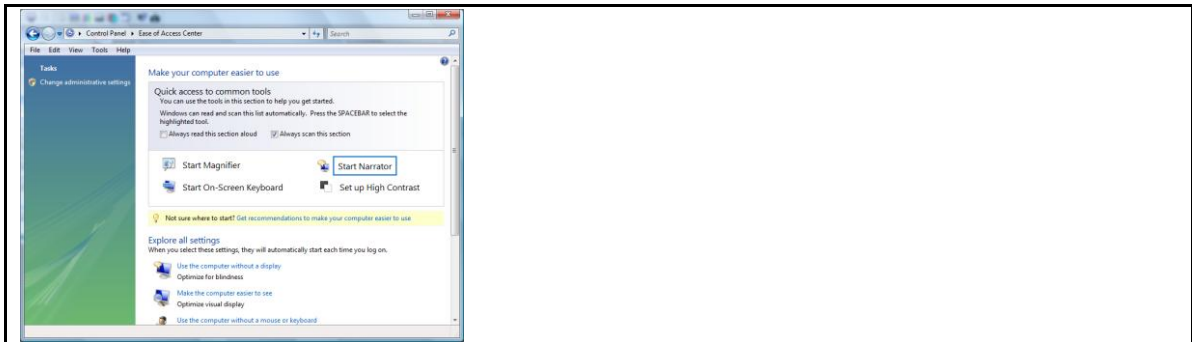 Control Panel ▸ Ease of Access Center
Search
File Edit View Tools Help
Tasks
Change administrative settings
Make your computer easier to use
Quick access to common tools
You can use the tools in this section to help you get started.
Windows can read and scan this list automatically. Press the SPACEBAR to select the
highlighted tool.
Always read this section aloud Always scan this section
Start Magnifier Start Narrator
Start On-Screen Keyboard Set up High Contrast
Not sure where to start? Get recommendations to make your computer easier to use
Explore all settings
When you select these settings, they will automatically start each time you log on.
Use the computer without a display
Optimize for blindness
Make the computer easier to see
Optimize visual display
Use the computer without a mouse or keyboard